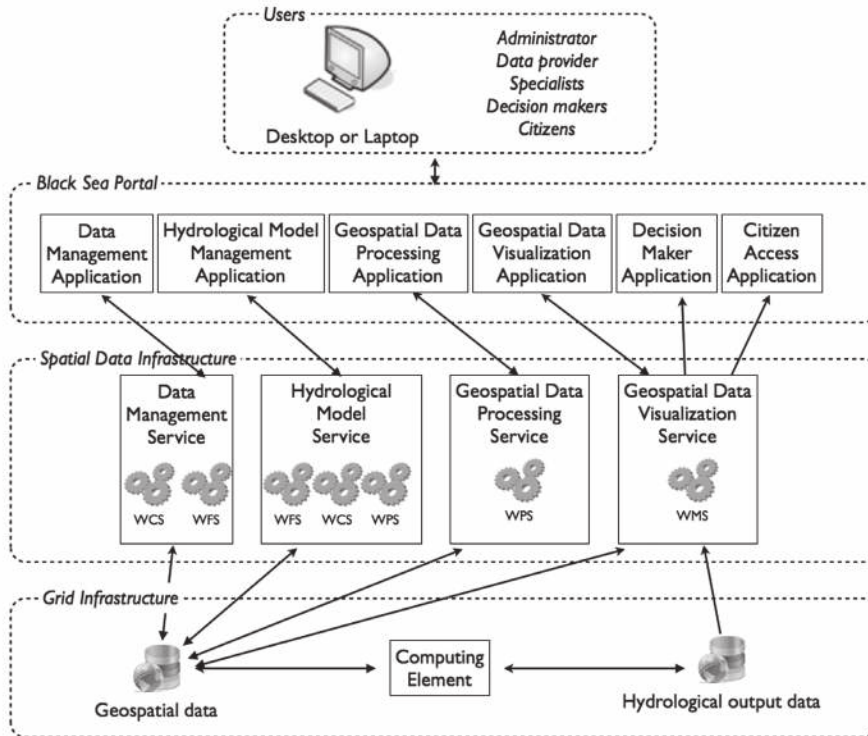 Users
Administrator
Data provider
Specialists
Decision makers
Citizens
Desktop or Laptop
Black Sea Portal
Data
Management
Application
Hydrological Model
Management
Application
Geospatial Data
Processing
Application
Geospatial Data
Visualization
Application
Decision
Maker
Application
Citizen
Access
Application
Spatial Data Infrastructure
Data
Management
Service
WCS
WFS
Hydrological
Model
Service
WFS
WCS
WPS
Geospatial Data
Processing
Service
WPS
Geospatial Data
Visualization
Service
WMS
Grid Infrastructure
Geospatial data
Computing
Element
Hydrological output data